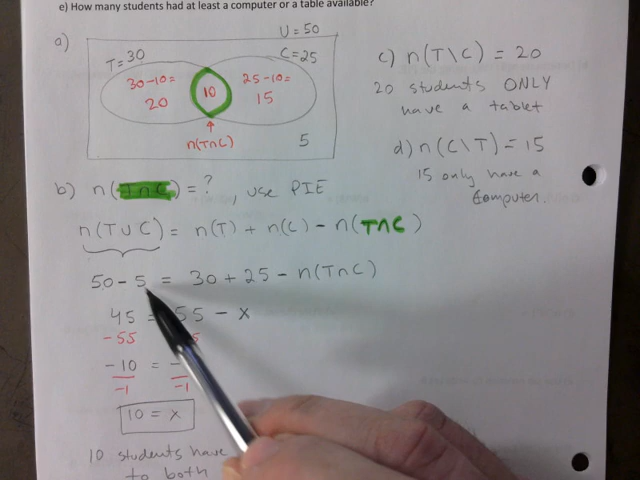 e) How many students had at least a computer or a table available?
a)
U = 50
T = 30
C = 25
30-10=
20
10
25-10=
15
n(T∩C)
5
b) n(T∩C) = ? , use PIE
n(T∪C) = n(T) + n(C) - n(T∩C)
50-5 = 30 + 25 - n(T∩C)
45 = 55 - x
-55
-10 = -
-1 -1
10 = x
10 students have
to both
c) n(T\C) = 20
20 students ONLY
have a tablet
d) n(C\T) = 15
15 only have a
computer.